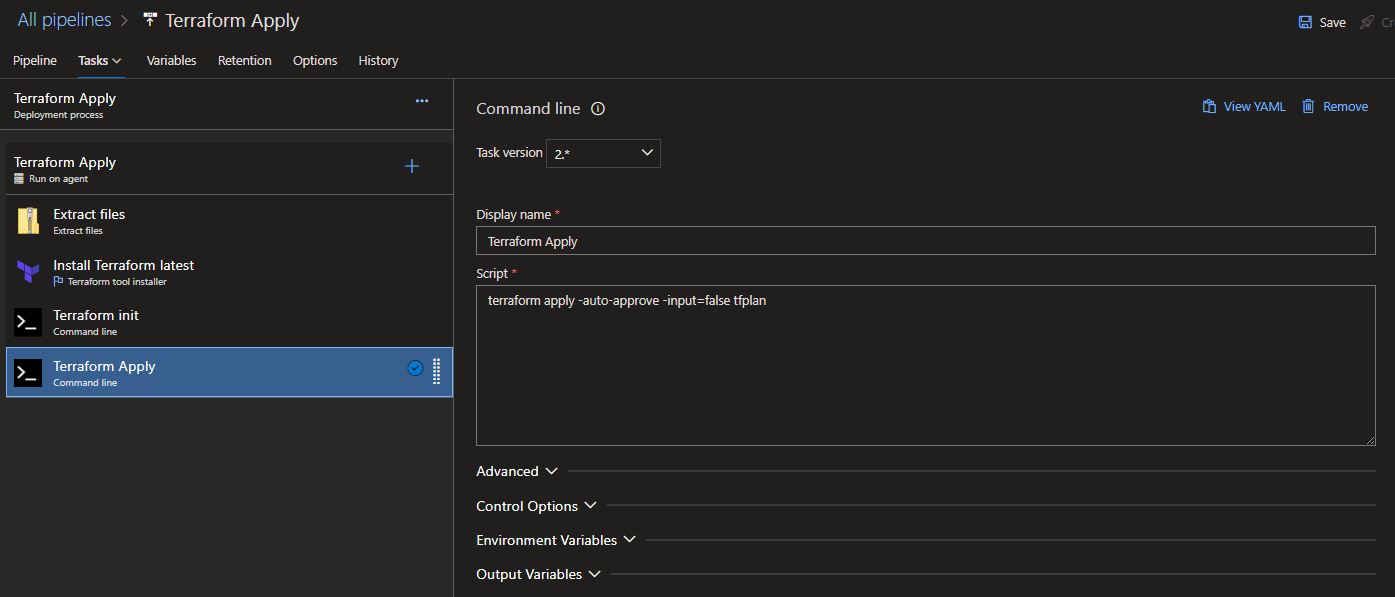 All pipelines > Terraform Apply
Save
Pipeline Tasks Variables Retention Options History
Terraform Apply
Deployment process
Terraform Apply
Run on agent
Extract files
Extract files
Install Terraform latest
Terraform tool installer
Terraform init
Command line
Terraform Apply
Command line
Command line
View YAML Remove
Task version 2.*
Display name *
Terraform Apply
Script *
terraform apply -auto-approve -input=false tfplan
Advanced
Control Options
Environment Variables
Output Variables